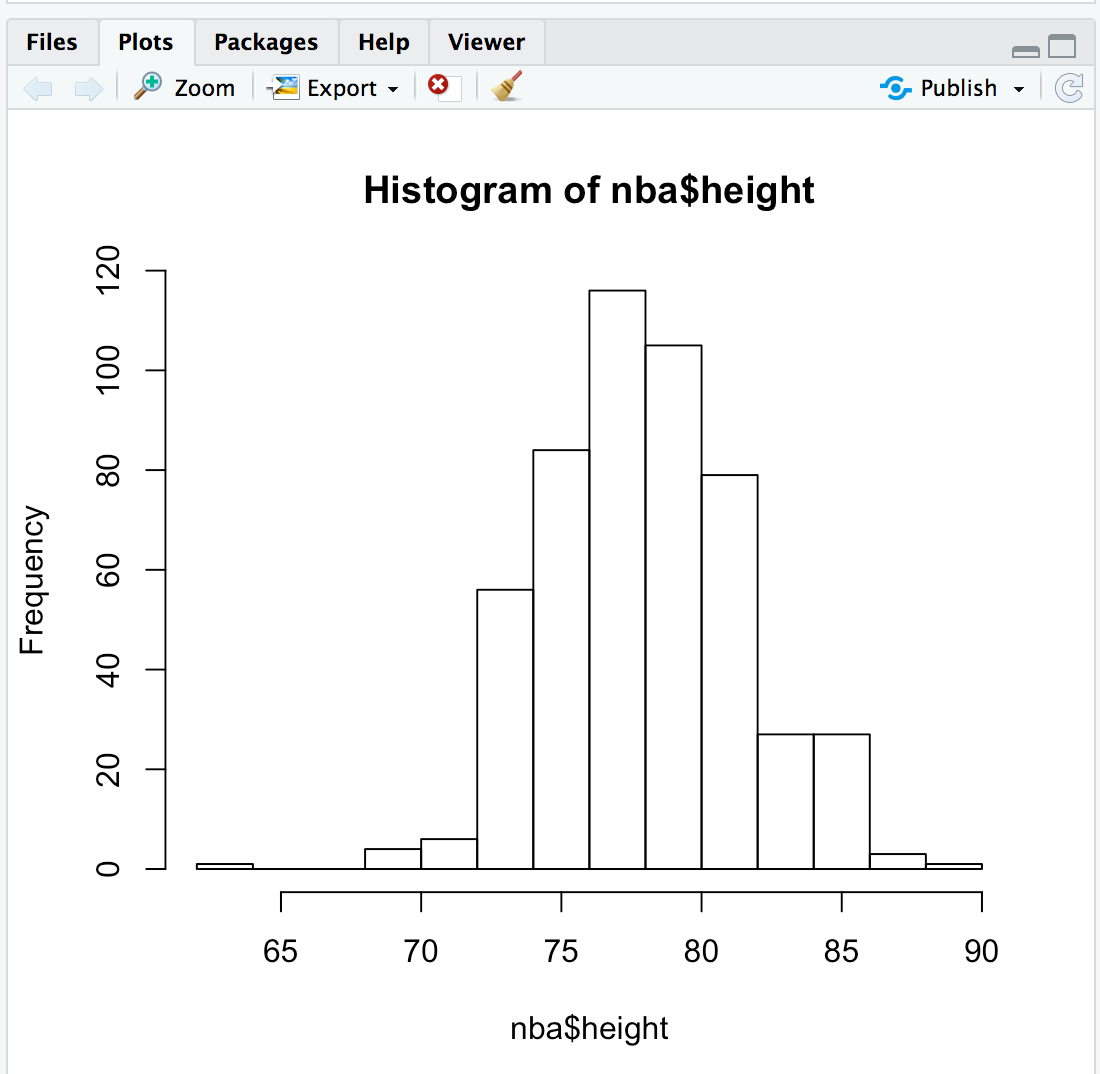 Files Plots Packages Help Viewer
Zoom Export Publish
Histogram of nba$height
120
100
80
60
40
20
0
Frequency
65 70 75 80 85 90
nba$height